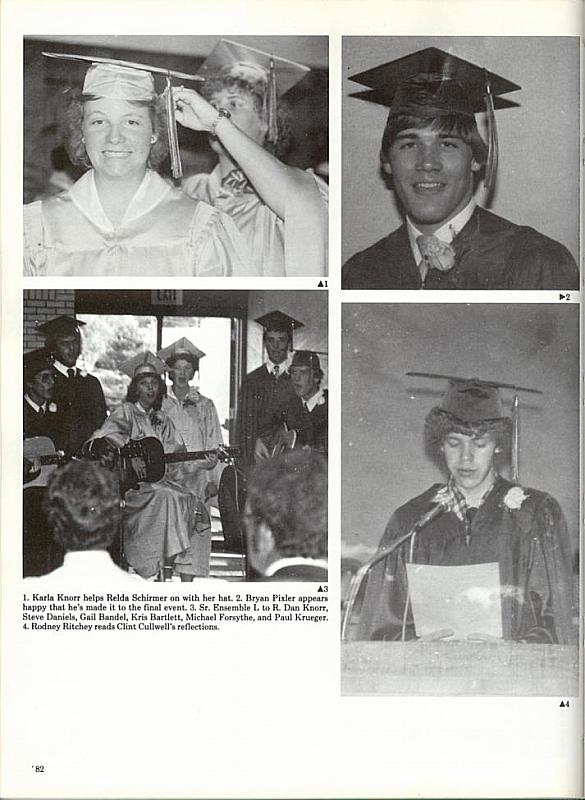 ▲1
▶2
EXIT
▲3
1. Karla Knorr helps Relda Schirmer on with her hat. 2. Bryan Pixler appears
happy that he's made it to the final event. 3. Sr. Ensemble L to R. Dan Knorr,
Steve Daniels, Gail Bandel, Kris Bartlett, Michael Forsythe, and Paul Krueger.
4. Rodney Ritchey reads Clint Cullwell's reflections.
▲4
'82